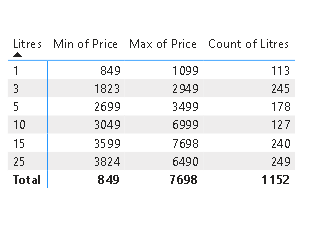 Litres Min of Price Max of Price Count of Litres
1 849 1099 113
3 1823 2949 245
5 2699 3499 178
10 3049 6999 127
15 3599 7698 240
25 3824 6490 249
Total 849 7698 1152